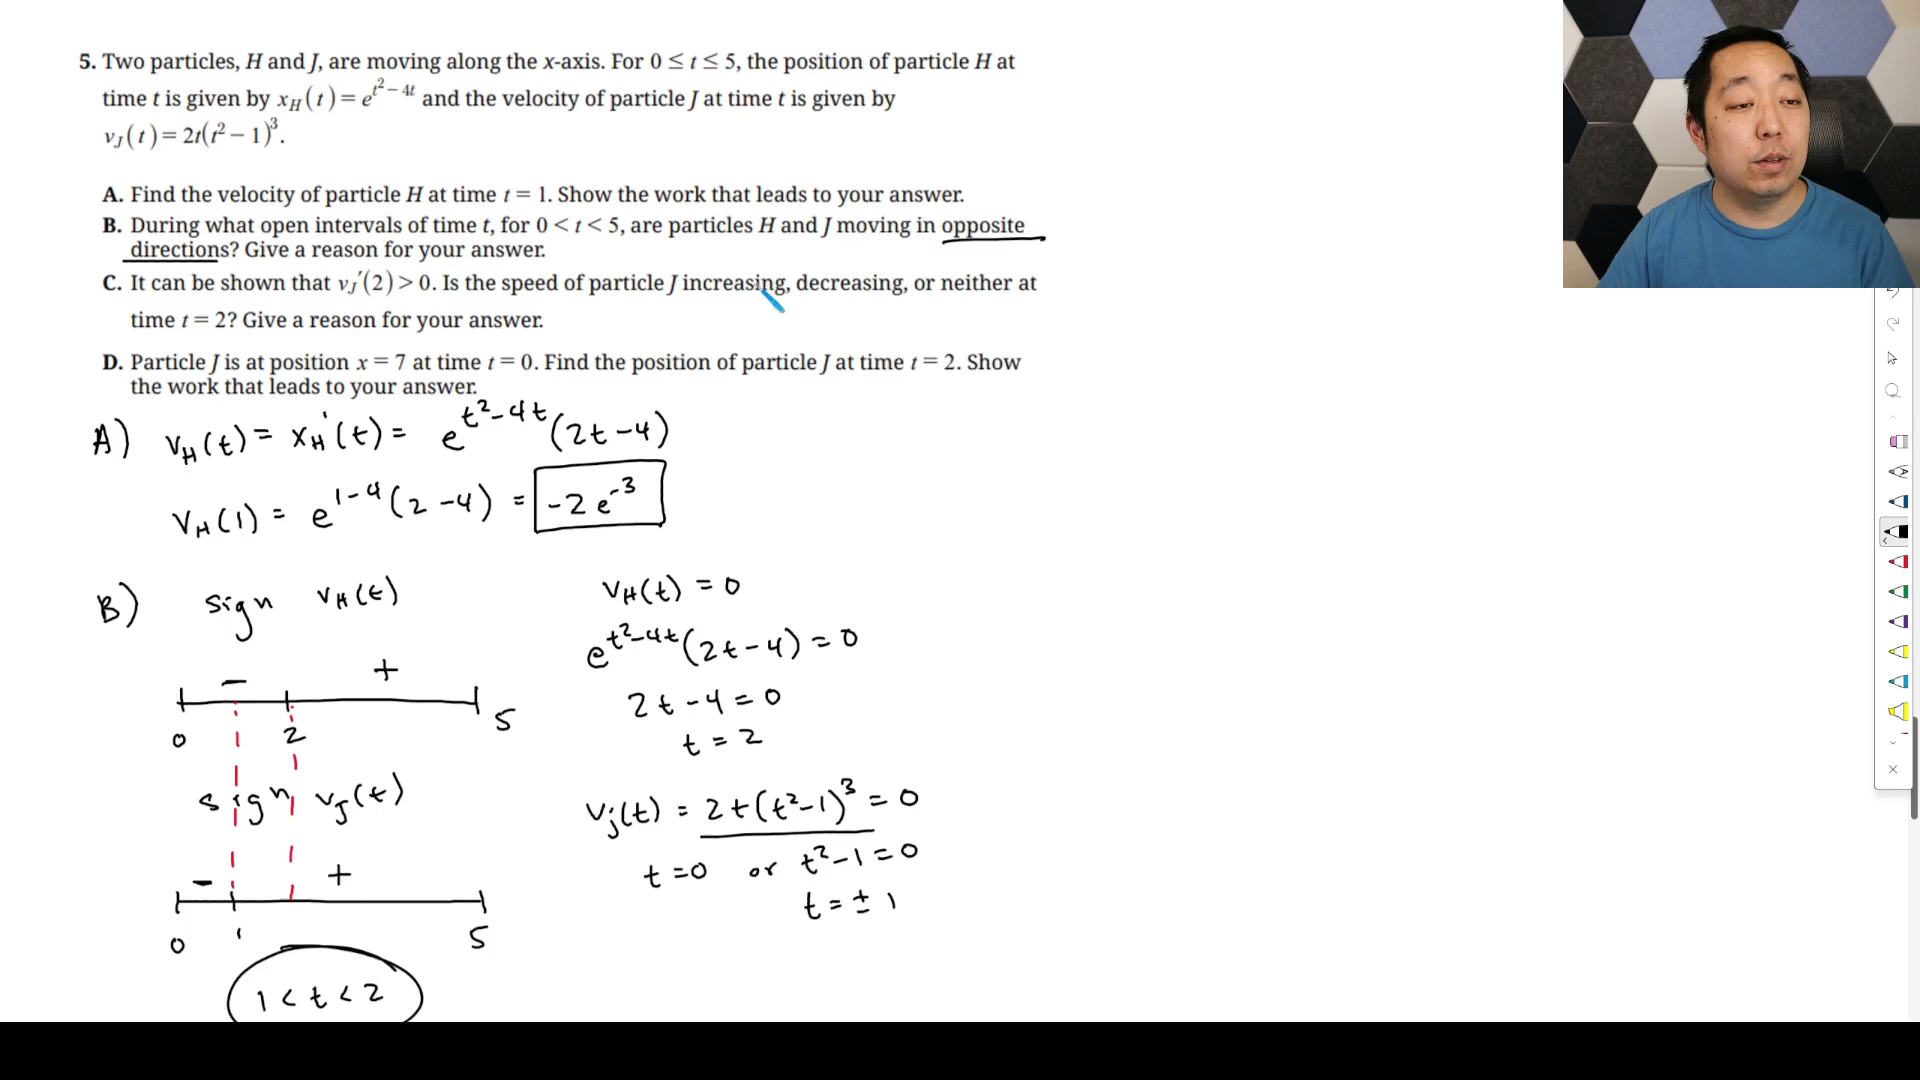 5. Two particles, H and J, are moving along the x-axis. For 0 ≤ t ≤ 5, the position of particle H at
time t is given by x_H(t) = e^{t² − 4t} and the velocity of particle J at time t is given by
v_J(t) = 2t(t² − 1)³.
A. Find the velocity of particle H at time t = 1. Show the work that leads to your answer.
B. During what open intervals of time t, for 0 < t < 5, are particles H and J moving in opposite
directions? Give a reason for your answer.
C. It can be shown that v_J′(2) > 0. Is the speed of particle J increasing, decreasing, or neither at
time t = 2? Give a reason for your answer.
D. Particle J is at position x = 7 at time t = 0. Find the position of particle J at time t = 2. Show
the work that leads to your answer.
A) v_H(t) = x_H'(t) = e^{t²−4t}(2t−4)
v_H(1) = e^{1−4}(2−4) = −2e^{−3}
B) sign v_H(t)
− +
0 2 5
sign v_J(t)
− +
0 1 5
1 < t < 2
v_H(t) = 0
e^{t²−4t}(2t−4) = 0
2t−4 = 0
t = 2
v_j(t) = 2t(t²−1)³ = 0
t = 0 or t²−1 = 0
t = ± 1